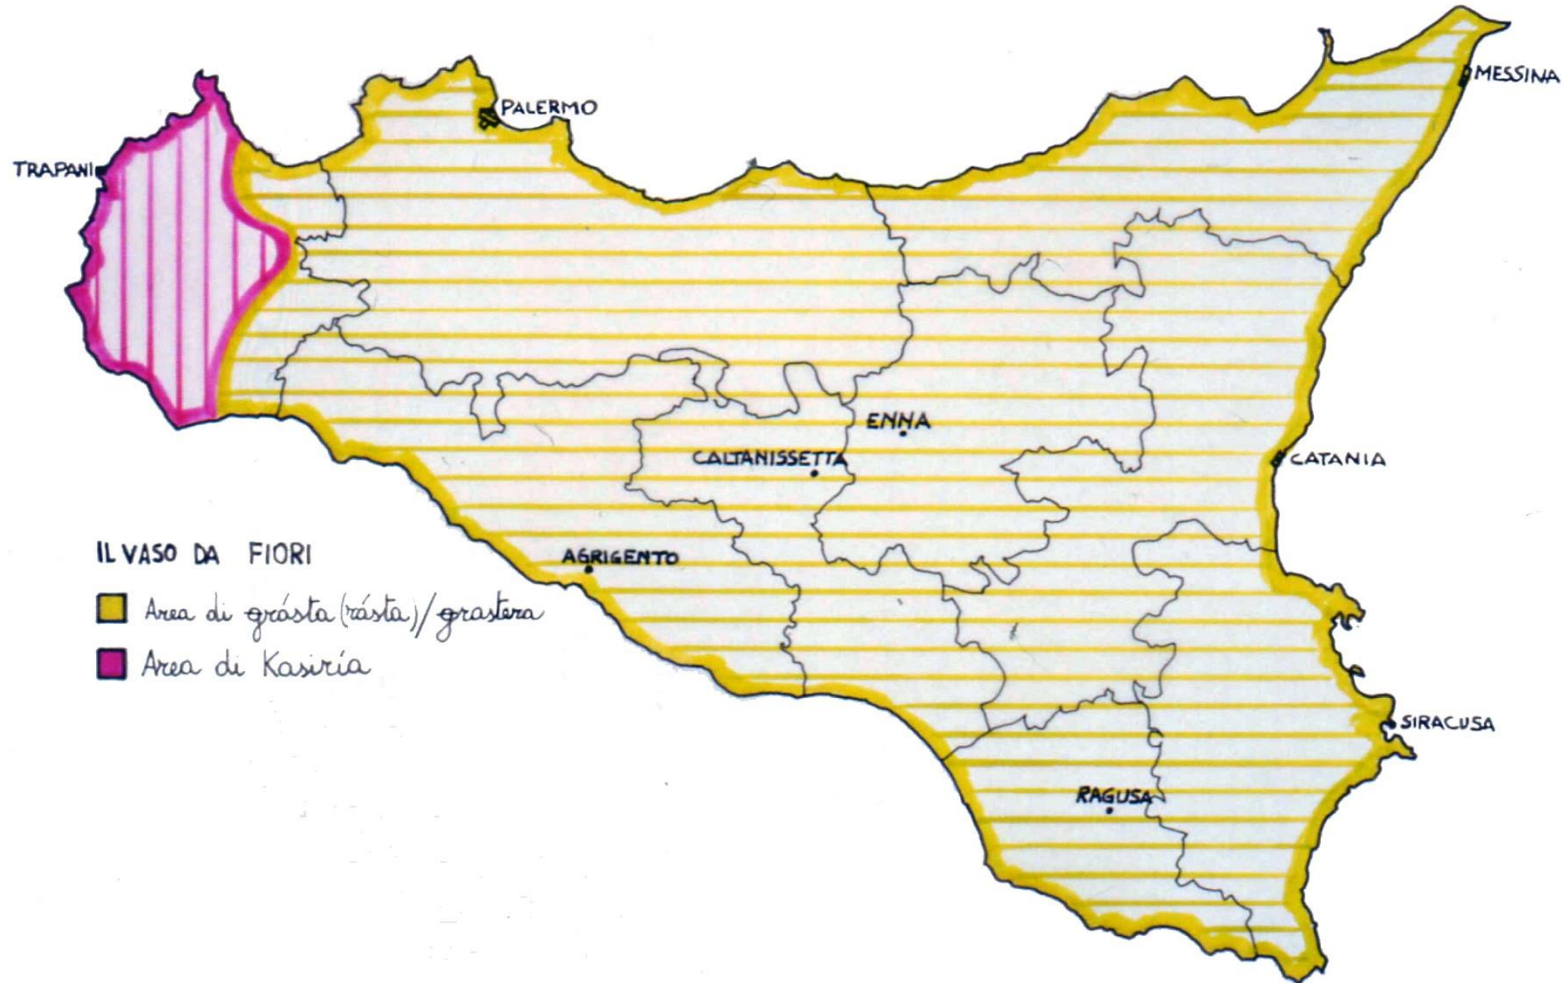 MESSINA
PALERMO
TRAPANI
ENNA
CALTANISSETTA
CATANIA
IL VASO DA FIORI
AGRIGENTO
Area di grásta (rásta)/grastera
Area di Kasiría
SIRACUSA
RAGUSA